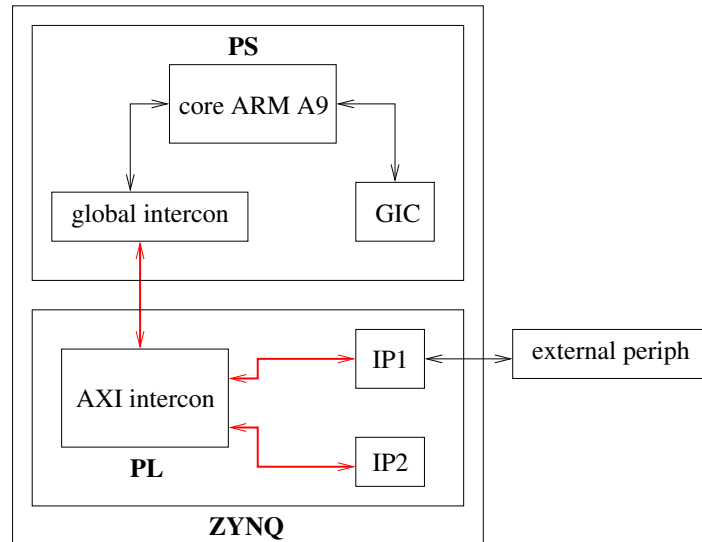 PS
core ARM A9
global intercon
GIC
IP1
external periph
AXI intercon
IP2
PL
ZYNQ